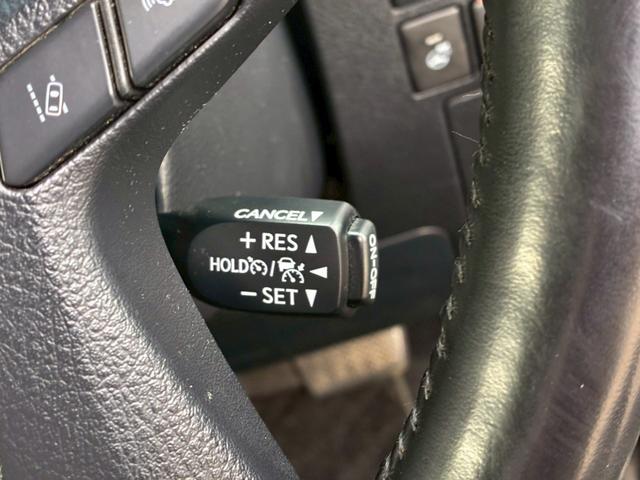 CANCEL▼
+ RES ▲
HOLD / ◀
− SET ▼
ON-OFF